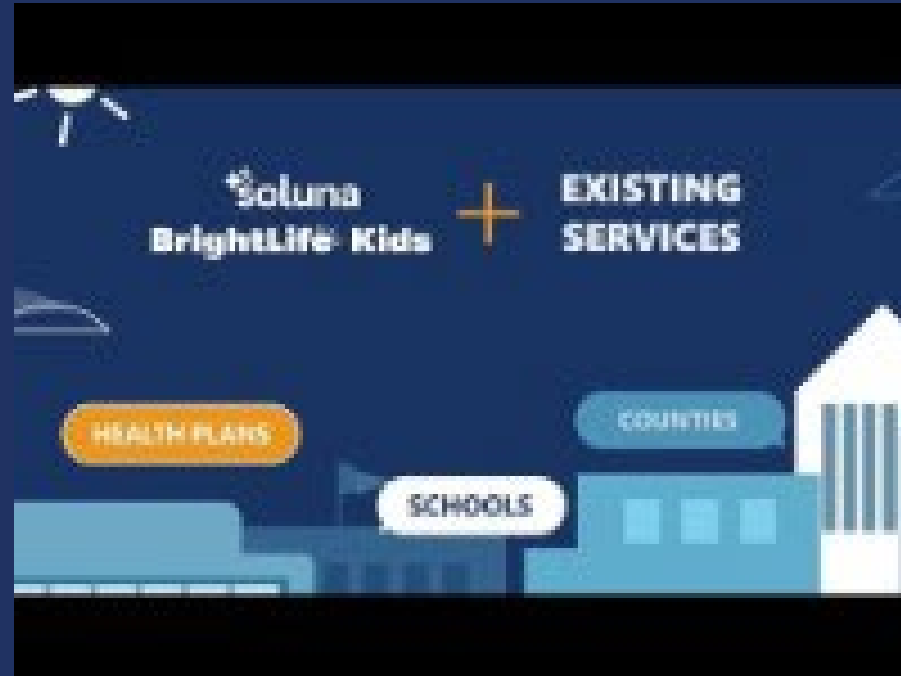 soluna
BrightLife Kids
EXISTING
SERVICES
HEALTH PLANS
COUNTIES
SCHOOLS